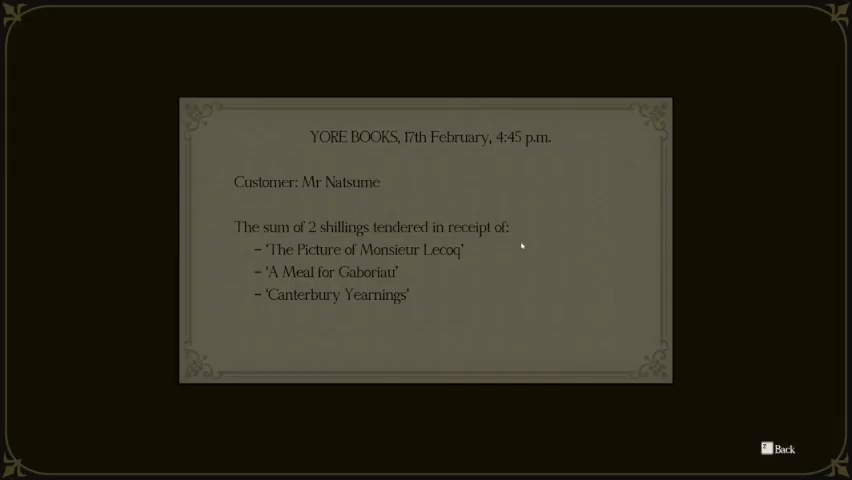 YORE BOOKS, 17th February, 4:45 p.m.
Customer: Mr Natsume
The sum of 2 shillings tendered in receipt of:
– ‘The Picture of Monsieur Lecoq’
– ‘A Meal for Gaboriau’
– ‘Canterbury Yearnings’
Z Back